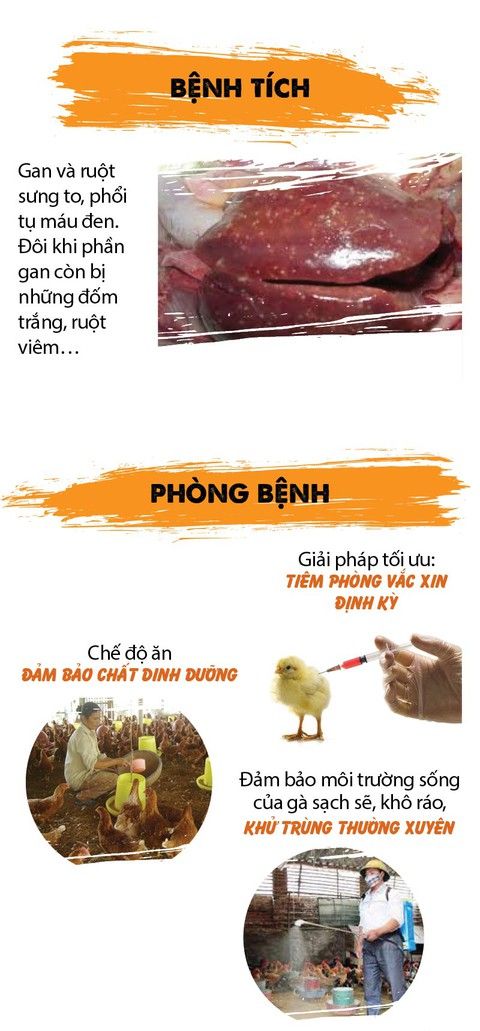 BỆNH TÍCH
Gan và ruột
sưng to, phổi
tụ máu đen.
Đôi khi phần
gan còn bị
những đốm
trắng, ruột
viêm...
PHÒNG BỆNH
Giải pháp tối ưu:
TIÊM PHÒNG VẮC XIN
ĐỊNH KỲ
Chế độ ăn
ĐẢM BẢO CHẤT DINH DƯỠNG
Đảm bảo môi trường sống
của gà sạch sẽ, khô ráo,
KHỬ TRÙNG THƯỜNG XUYÊN